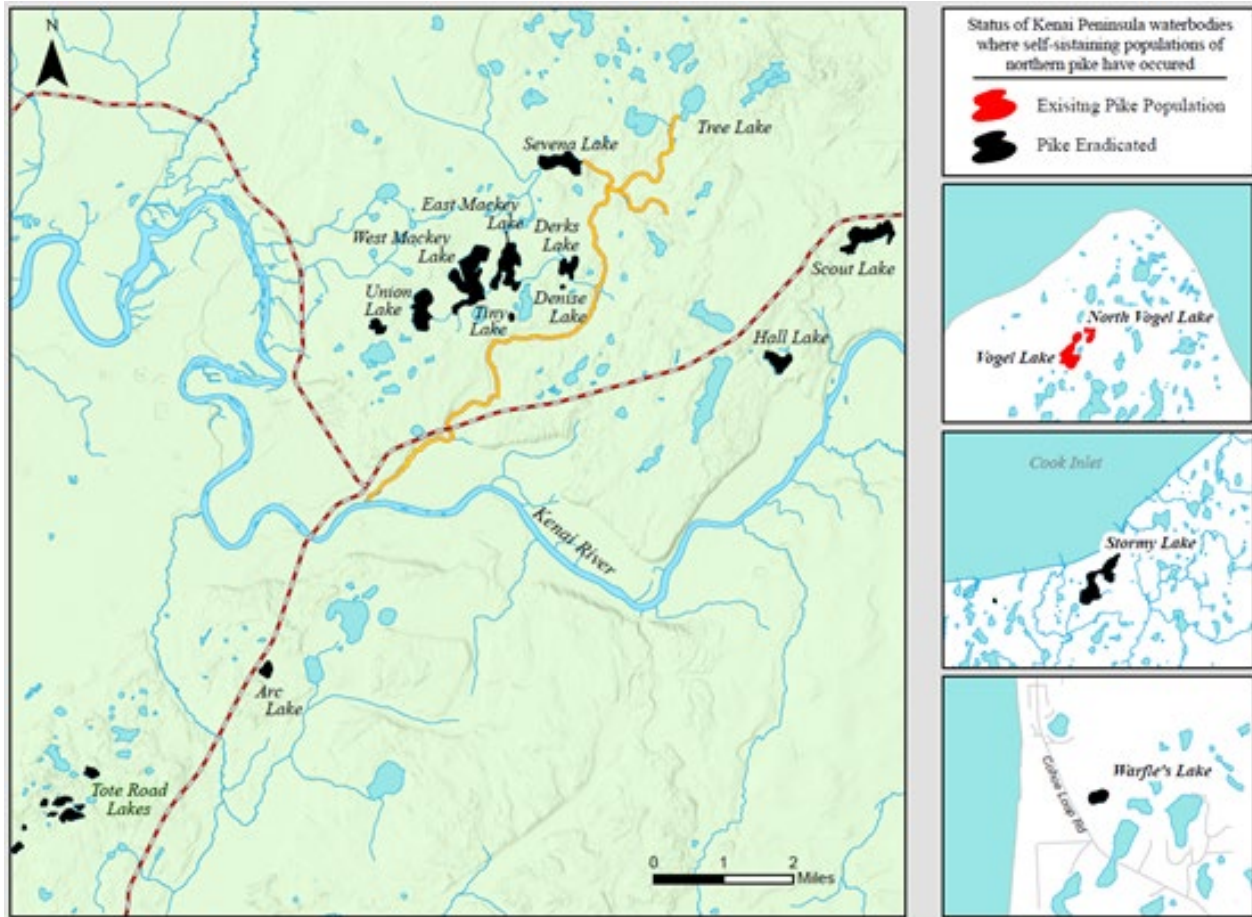 N
Tree Lake
Sevena Lake
East Mackey
Lake
Derks
Lake
West Mackey
Lake
Scout Lake
Union
Lake
Tiny
Lake
Denise
Lake
Hall Lake
Kenai River
Arc
Lake
Tote Road
Lakes
0 1 2
Miles
Status of Kenai Peninsula waterbodies
where self-sistaining populations of
northern pike have occured
Exisitng Pike Population
Pike Eradicated
North Vogel Lake
Vogel Lake
Cook Inlet
Stormy Lake
Warfle's Lake
Cohoe Loop Rd